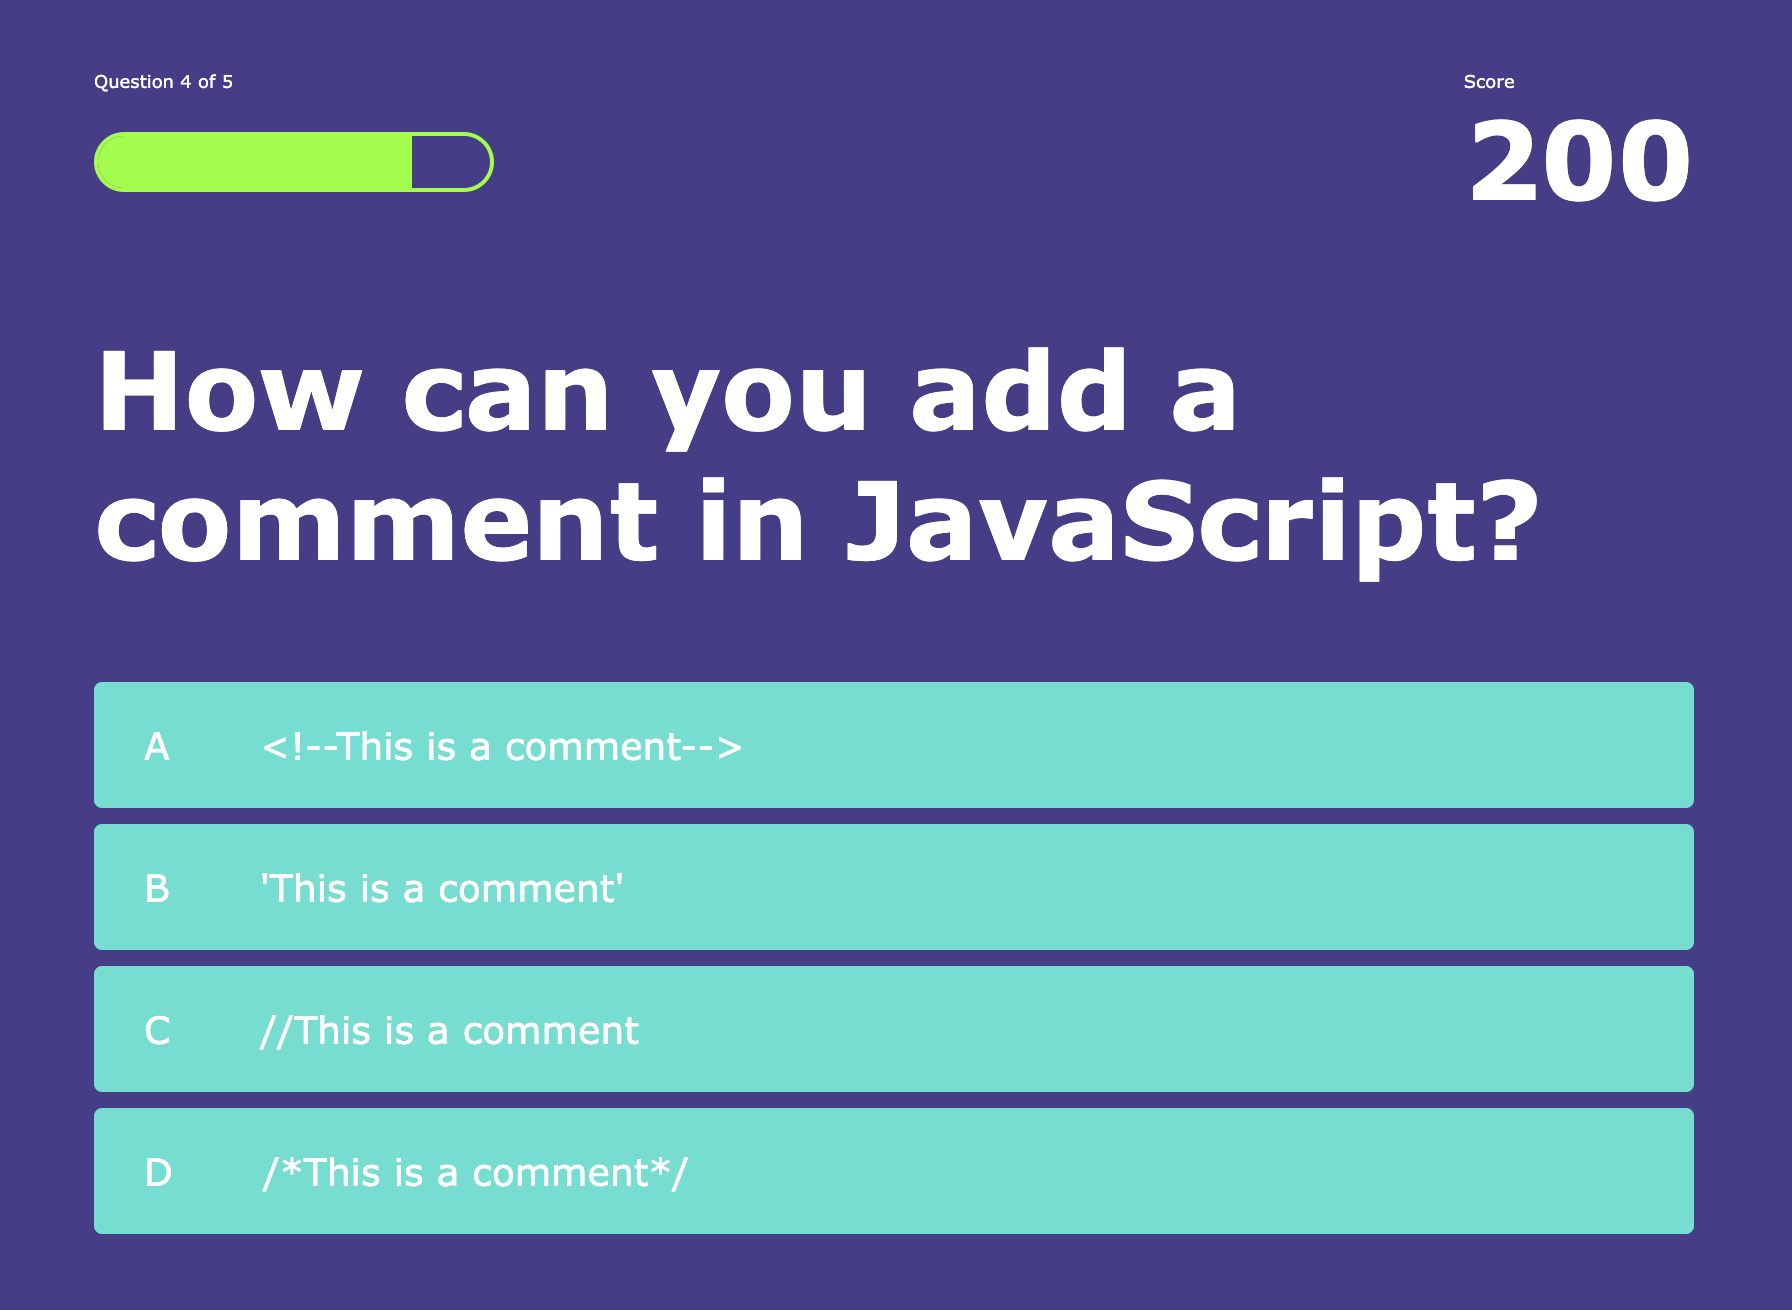 Question 4 of 5
Score
200
How can you add a
comment in JavaScript?
A <!--This is a comment-->
B 'This is a comment'
C //This is a comment
D /*This is a comment*/